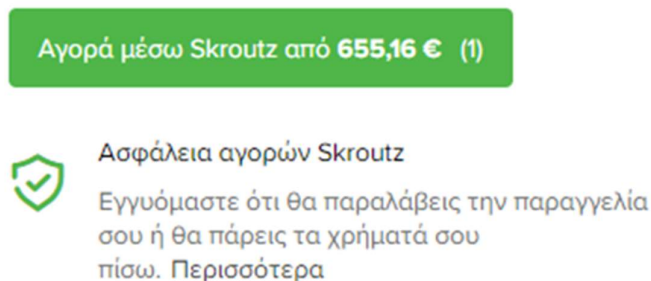 Αγορά μέσω Skroutz από 655,16 € (1)
Ασφάλεια αγορών Skroutz
Εγγυόμαστε ότι θα παραλάβεις την παραγγελία
σου ή θα πάρεις τα χρήματά σου
πίσω. Περισσότερα